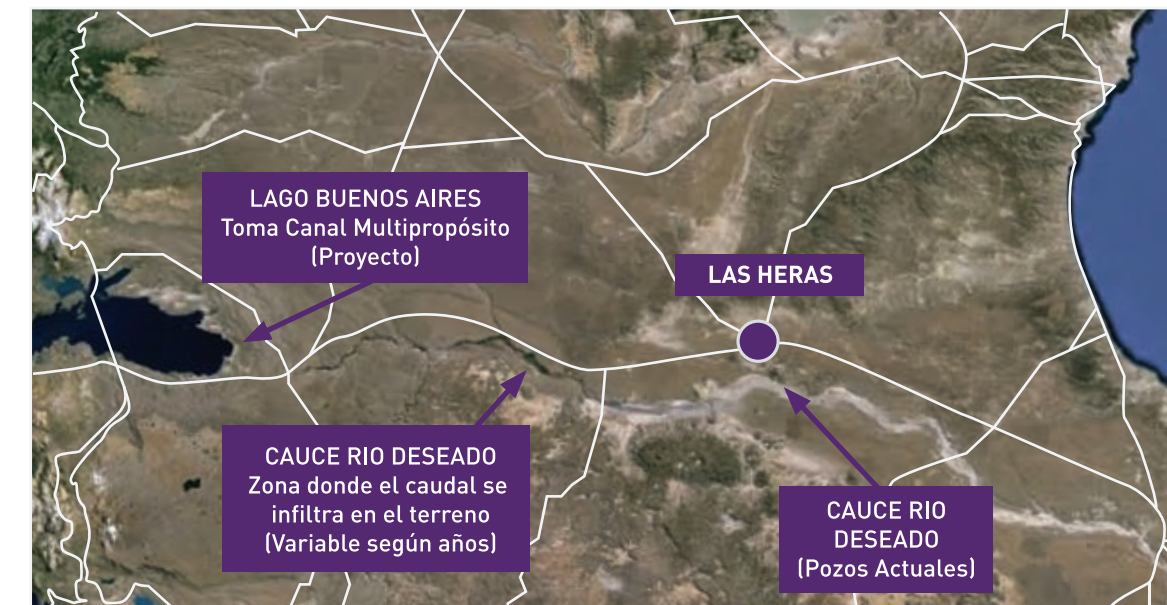 LAGO BUENOS AIRES
Toma Canal Multipropósito
(Proyecto)
LAS HERAS
CAUCE RIO DESEADO
Zona donde el caudal se
infiltra en el terreno
(Variable según años)
CAUCE RIO
DESEADO
(Pozos Actuales)